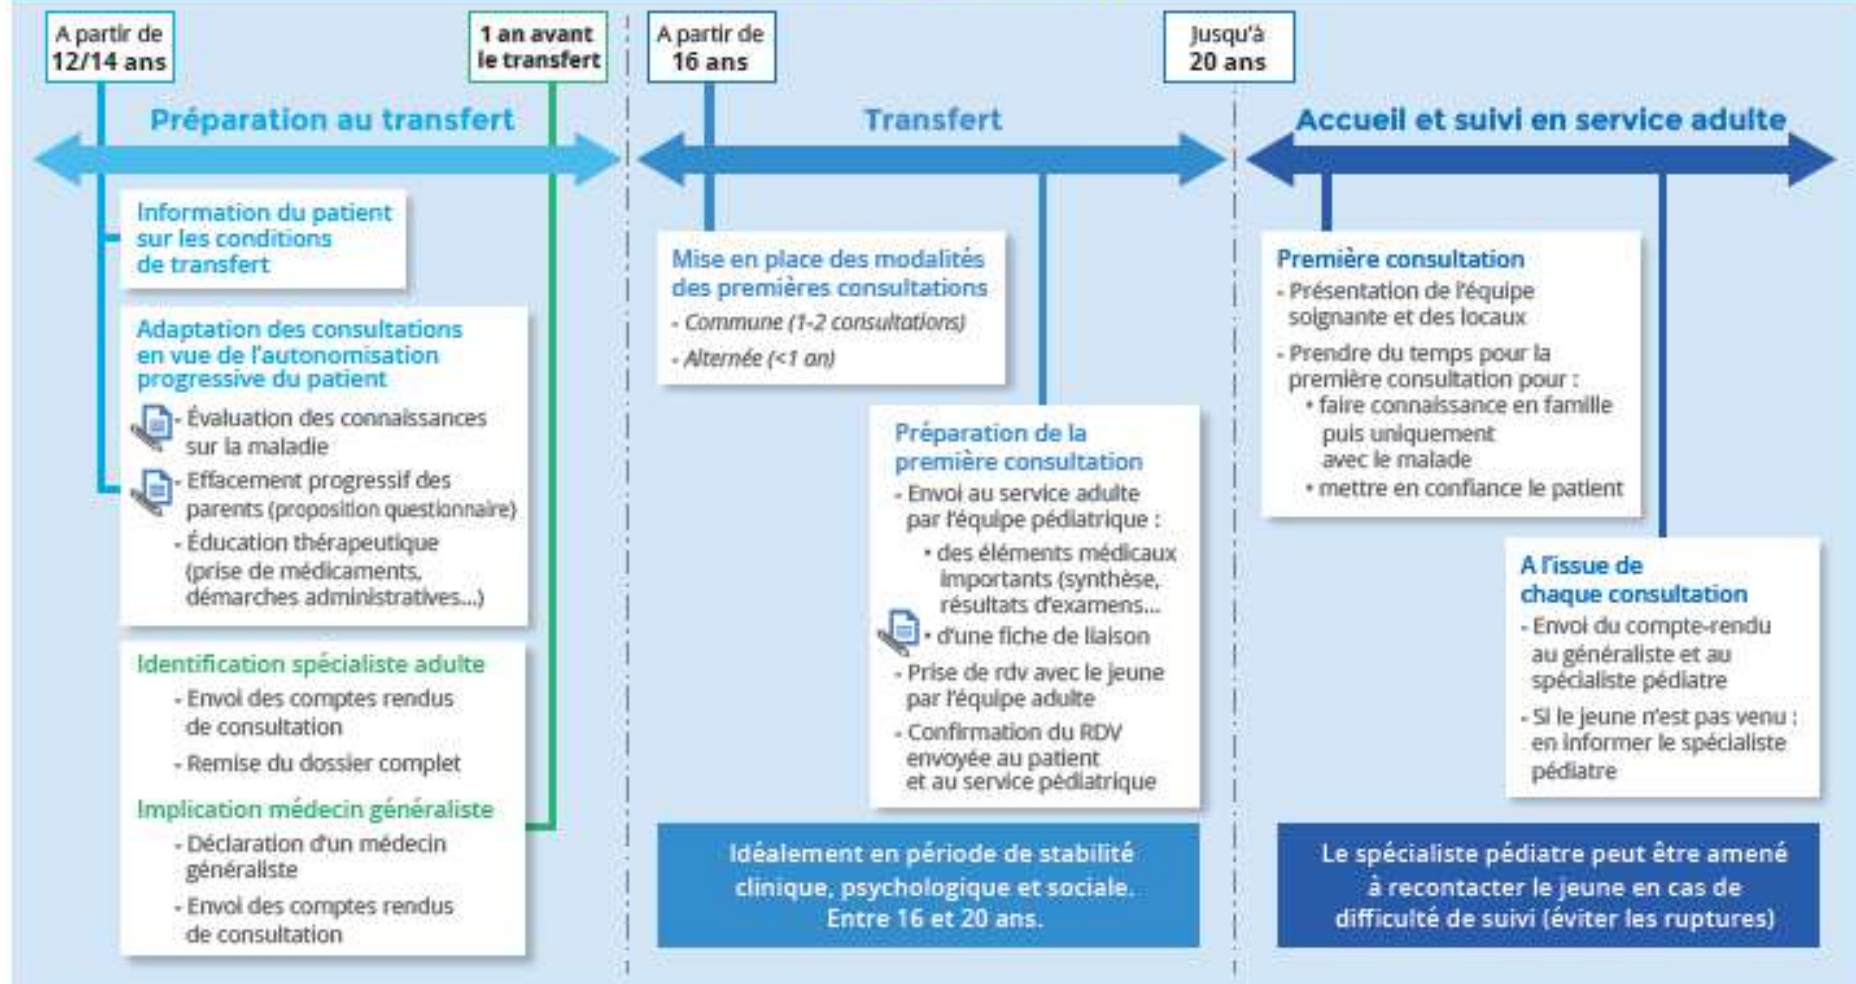 A partir de
12/14 ans
1 an avant
le transfert
A partir de
16 ans
Jusqu'à
20 ans
Préparation au transfert
Transfert
Accueil et suivi en service adulte
Information du patient
sur les conditions
de transfert
Adaptation des consultations
en vue de l'autonomisation
progressive du patient
- Évaluation des connaissances
sur la maladie
- Effacement progressif des
parents (proposition questionnaire)
- Éducation thérapeutique
(prise de médicaments,
démarches administratives...)
Identification spécialiste adulte
- Envoi des comptes rendus
de consultation
- Remise du dossier complet
Implication médecin généraliste
- Déclaration d'un médecin
généraliste
- Envoi des comptes rendus
de consultation
Mise en place des modalités
des premières consultations
- Commune (1-2 consultations)
- Alternée (<1 an)
Préparation de la
première consultation
- Envoi au service adulte
par l'équipe pédiatrique :
• des éléments médicaux
importants (synthèse,
résultats d'examens...
• d'une fiche de liaison
- Prise de rdv avec le jeune
par l'équipe adulte
- Confirmation du RDV
envoyée au patient
et au service pédiatrique
Idéalement en période de stabilité
clinique, psychologique et sociale.
Entre 16 et 20 ans.
Première consultation
- Présentation de l'équipe
soignante et des locaux
- Prendre du temps pour la
première consultation pour :
• faire connaissance en famille
puis uniquement
avec le malade
• mettre en confiance le patient
A l'issue de
chaque consultation
- Envoi du compte-rendu
au généraliste et au
spécialiste pédiatre
- Si le jeune n'est pas venu :
en informer le spécialiste
pédiatre
Le spécialiste pédiatre peut être amené
à recontacter le jeune en cas de
difficulté de suivi (éviter les ruptures)